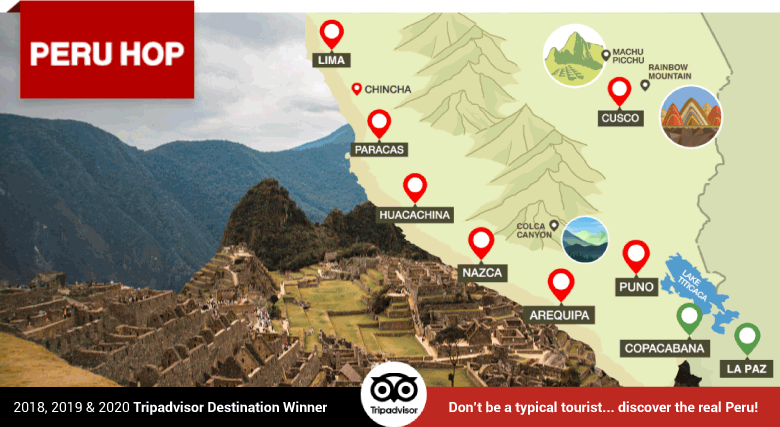 PERU HOP
LIMA
CHINCHA
PARACAS
HUACACHINA
NAZCA
AREQUIPA
COLCA
CANYON
MACHU
PICCHU
RAINBOW
MOUNTAIN
CUSCO
PUNO
LAKE
TITICACA
COPACABANA
LA PAZ
2018, 2019 & 2020 Tripadvisor Destination Winner
Tripadvisor
Don't be a typical tourist... discover the real Peru!